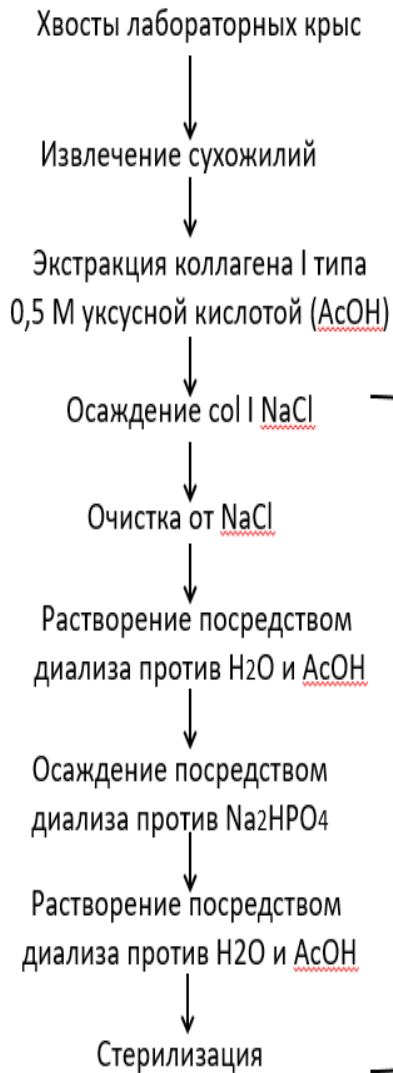 Хвосты лабораторных крыс
Извлечение сухожилий
Экстракция коллагена I типа
0,5 М уксусной кислотой (AcOH)
Осаждение col I NaCl
Очистка от NaCl
Растворение посредством
диализа против H2O и AcOH
Осаждение посредством
диализа против Na2HPO4
Растворение посредством
диализа против H2O и AcOH
Стерилизация